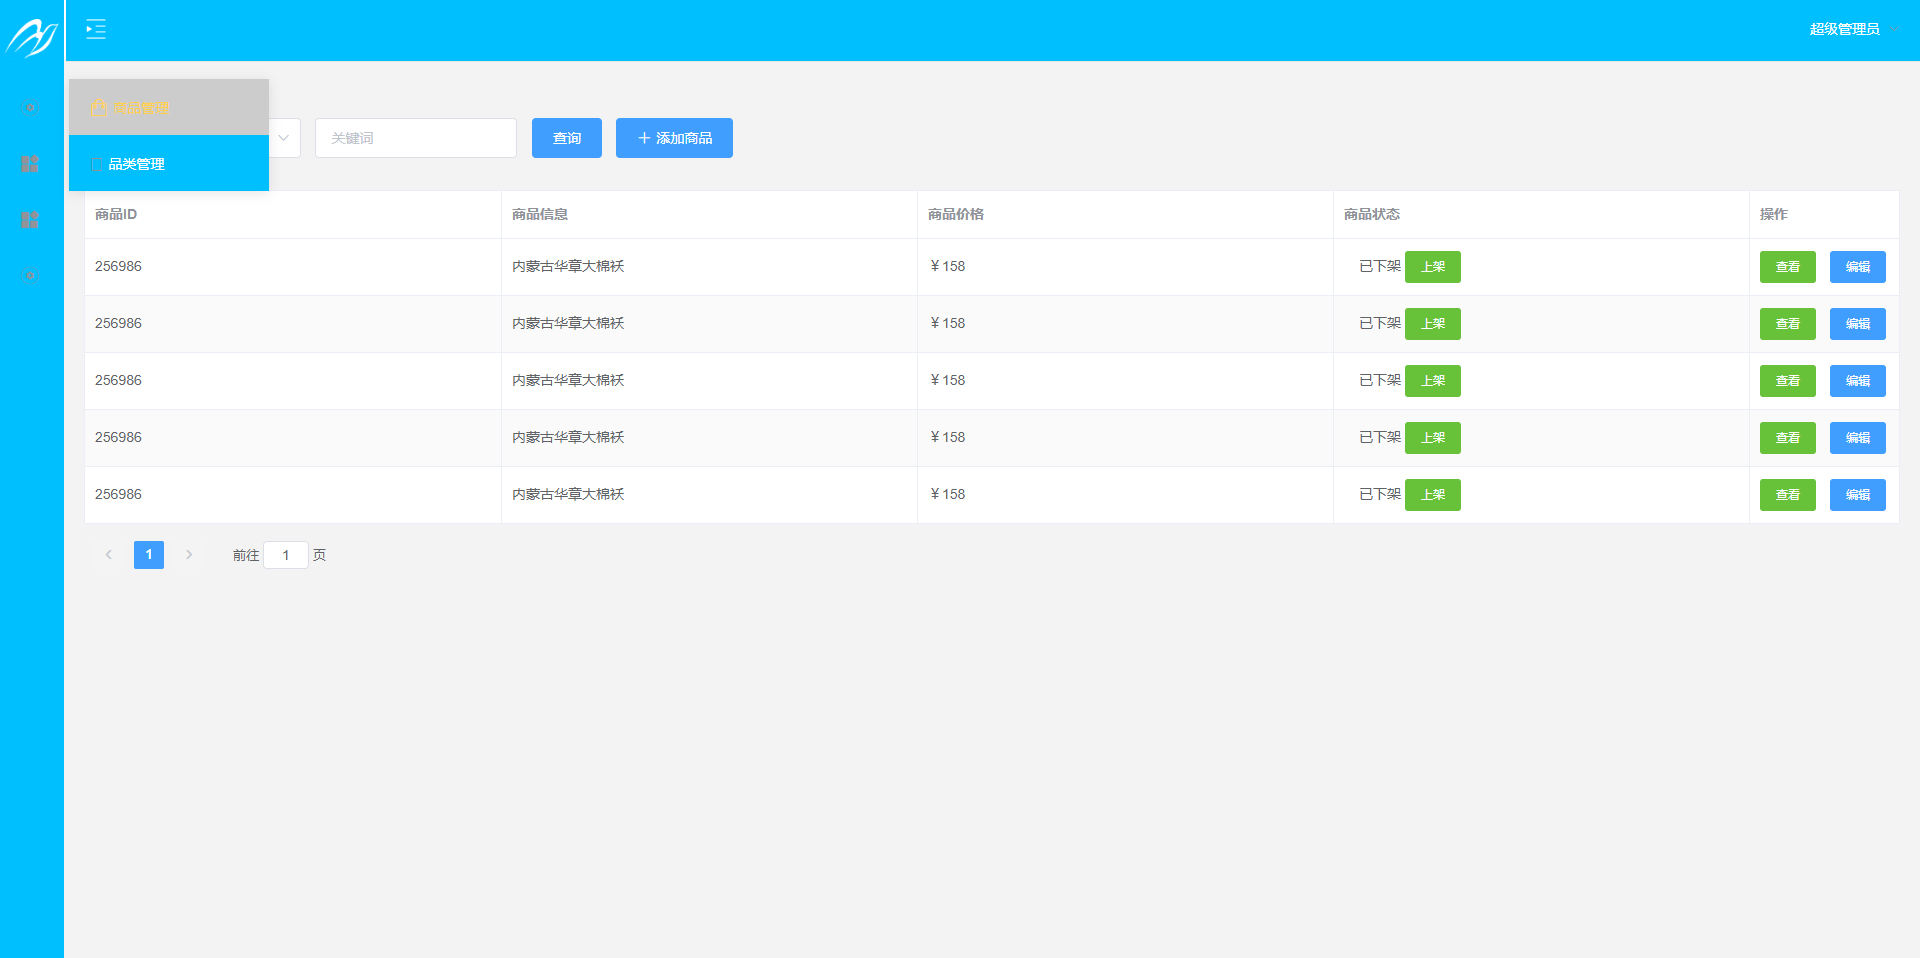 超级管理员
商品管理
品类管理
关键词 查询 添加商品
商品ID 商品信息 商品价格 商品状态 操作
256986 内蒙古华章大棉袄 ￥158 已下架 上架 查看 编辑
256986 内蒙古华章大棉袄 ￥158 已下架 上架 查看 编辑
256986 内蒙古华章大棉袄 ￥158 已下架 上架 查看 编辑
256986 内蒙古华章大棉袄 ￥158 已下架 上架 查看 编辑
256986 内蒙古华章大棉袄 ￥158 已下架 上架 查看 编辑
1 前往 1 页